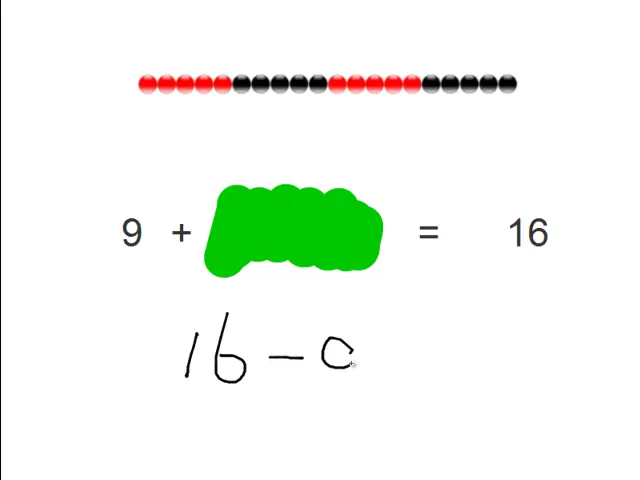 9 + = 16
16 -